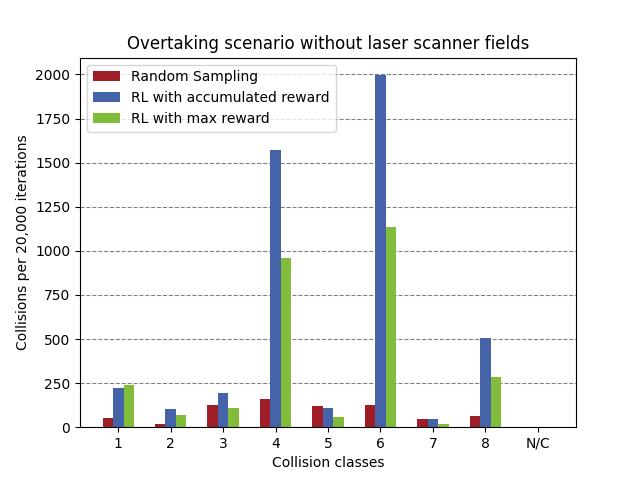 Overtaking scenario without laser scanner fields
Random Sampling
RL with accumulated reward
RL with max reward
Collisions per 20,000 iterations
2000
1750
1500
1250
1000
750
500
250
0
1 2 3 4 5 6 7 8 N/C
Collision classes